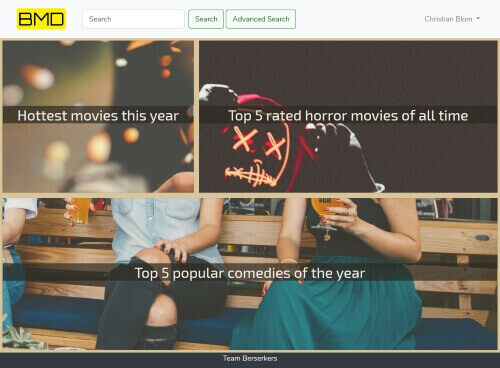 BMD
Search
Search
Advanced Search
Christian Blom
Hottest movies this year
Top 5 rated horror movies of all time
Top 5 popular comedies of the year
Team Berserkers